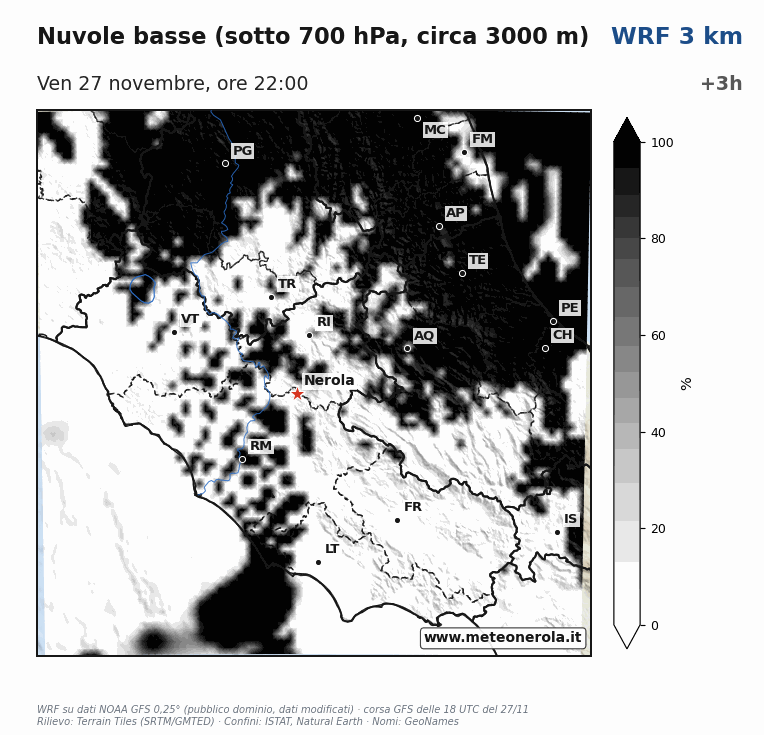 Nuvole basse (sotto 700 hPa, circa 3000 m) WRF 3 km
Ven 27 novembre, ore 22:00 +3h
MC
FM
PG
AP
TE
TR
PE
VT
RI
AQ
CH
Nerola
RM
FR
IS
LT
www.meteonerola.it
100
80
60
40
20
0
%
WRF su dati NOAA GFS 0,25° (pubblico dominio, dati modificati) · corsa GFS delle 18 UTC del 27/11
Rilievo: Terrain Tiles (SRTM/GMTED) · Confini: ISTAT, Natural Earth · Nomi: GeoNames